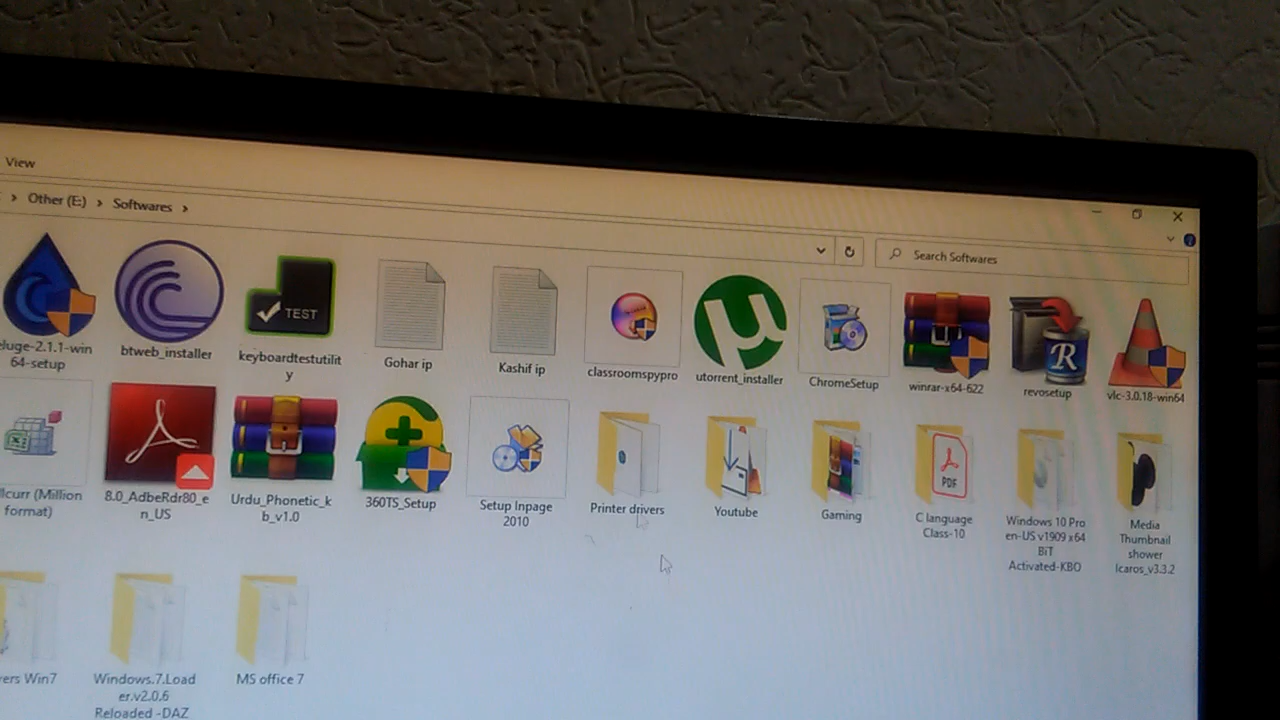 View
Other (E:) > Softwares >
Search Softwares
eluge-2.1.1-win
64-setup
btweb_installer
keyboardtestutilit
y
TEST
Gohar ip
Kashif ip
classroomspypro
utorrent_installer
ChromeSetup
winrar-x64-622
revosetup
vlc-3.0.18-win64
llcurr (Million
format)
8.0_AdbeRdr80_e
n_US
Urdu_Phonetic_k
b_v1.0
360TS_Setup
Setup Inpage
2010
Printer drivers
Youtube
Gaming
PDF
C language
Class-10
Windows 10 Pro
en-US v1909 x64
BiT
Activated-KBO
Media
Thumbnail
shower
Icaros_v3.3.2
vers Win7
Windows.7.Load
er.v2.0.6
Reloaded -DAZ
MS office 7